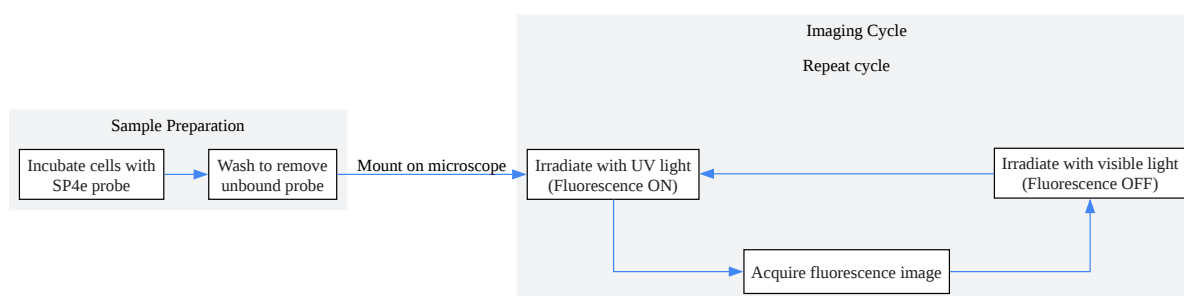 Imaging Cycle
Repeat cycle
Sample Preparation
Incubate cells with
SP4e probe
Wash to remove
unbound probe
Mount on microscope
Irradiate with UV light
(Fluorescence ON)
Irradiate with visible light
(Fluorescence OFF)
Acquire fluorescence image